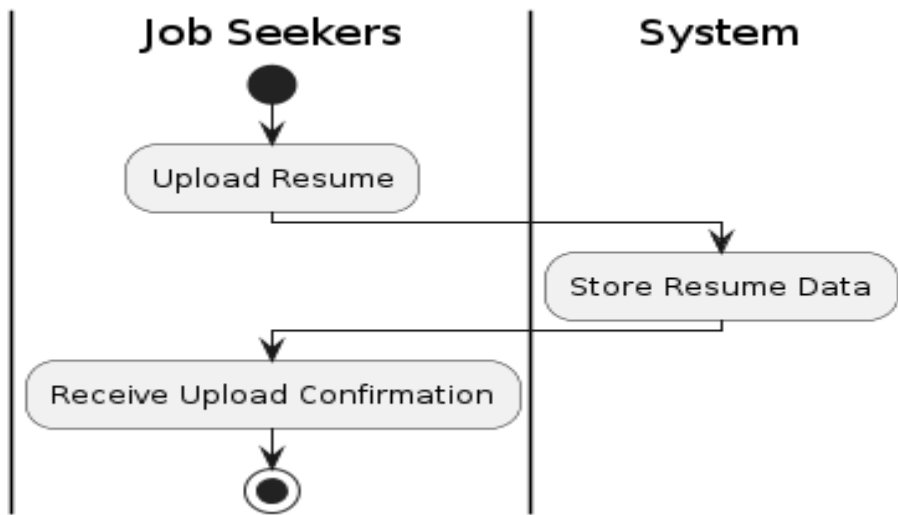 Job Seekers
System
Upload Resume
Store Resume Data
Receive Upload Confirmation